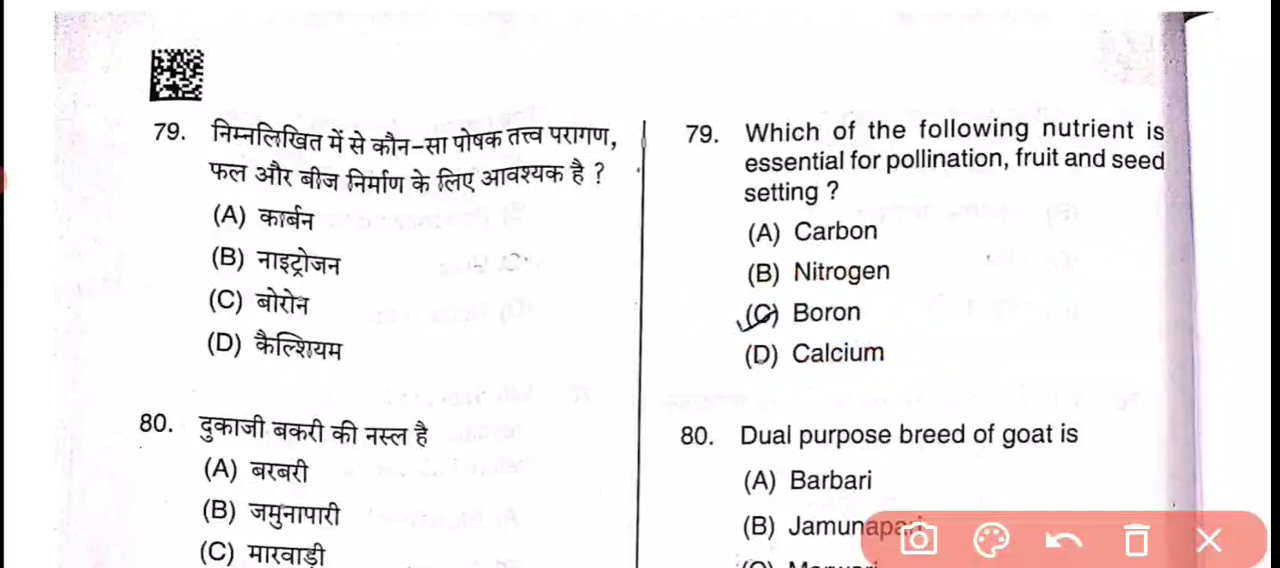 79. निम्नलिखित में से कौन-सा पोषक तत्त्व परागण,
फल और बीज निर्माण के लिए आवश्यक है ?
(A) कार्बन
(B) नाइट्रोजन
(C) बोरोन
(D) कैल्शियम
80. दुकाजी बकरी की नस्ल है
(A) बरबरी
(B) जमुनापारी
(C) मारवाड़ी
79. Which of the following nutrient is
essential for pollination, fruit and seed
setting ?
(A) Carbon
(B) Nitrogen
(C) Boron
(D) Calcium
80. Dual purpose breed of goat is
(A) Barbari
(B) Jamunapari